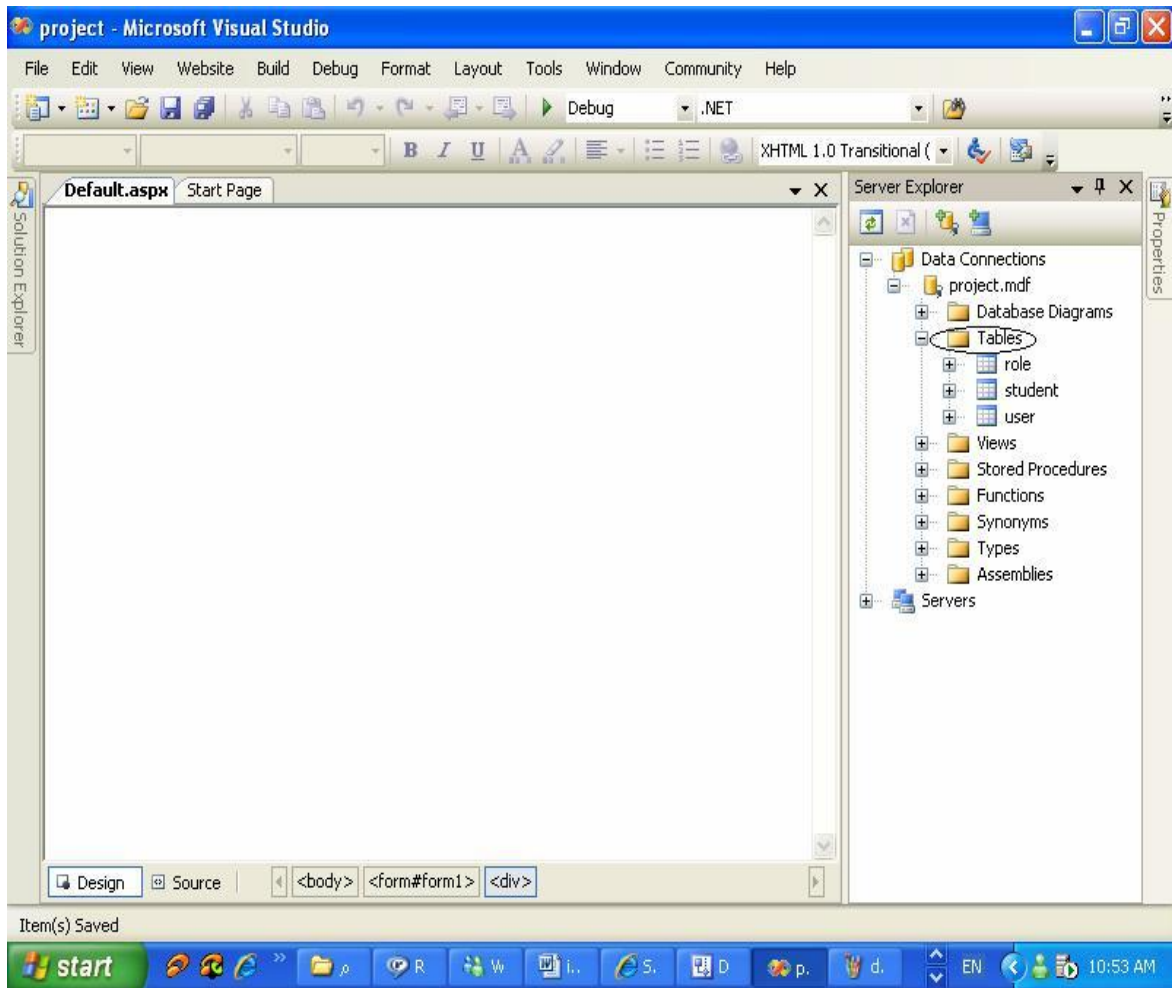 project - Microsoft Visual Studio
File Edit View Website Build Debug Format Layout Tools Window Community Help
Debug .NET
B I U A XHTML 1.0 Transitional (
Solution Explorer
Default.aspx Start Page
Server Explorer
Data Connections
project.mdf
Database Diagrams
Tables
role
student
user
Views
Stored Procedures
Functions
Synonyms
Types
Assemblies
Servers
Properties
Design Source <body> <form#form1> <div>
Item(s) Saved
start R W i.. S. D p. d. EN 10:53 AM